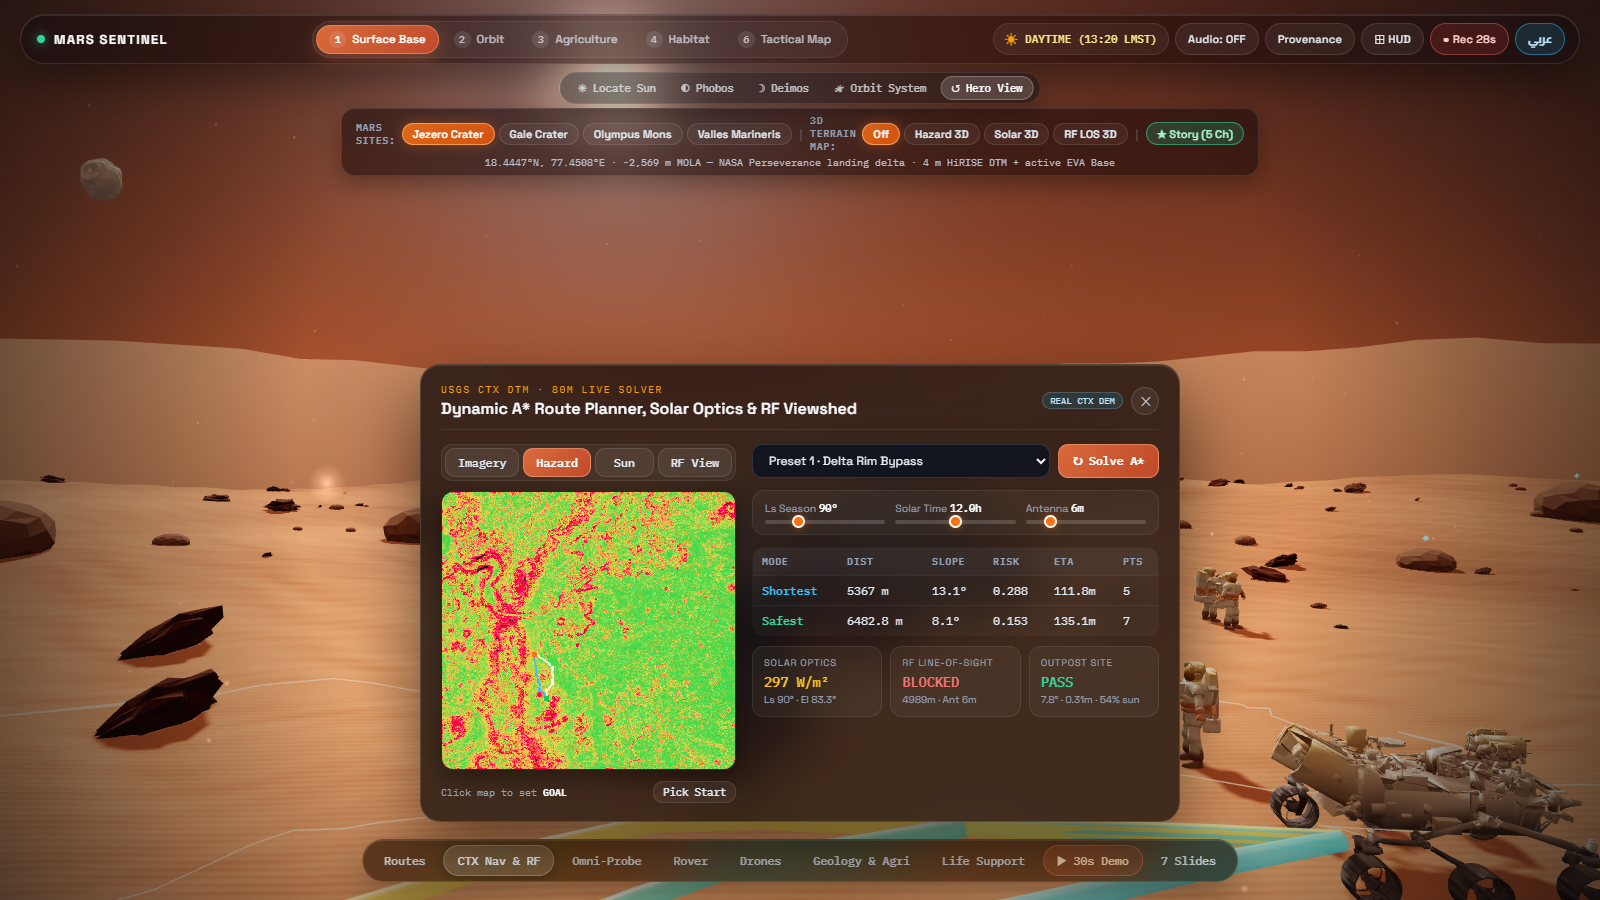 MARS SENTINEL
1 Surface Base
2 Orbit
3 Agriculture
4 Habitat
6 Tactical Map
DAYTIME (13:20 LMST)
Audio: OFF
Provenance
HUD
Rec 28s
عربي
Locate Sun
Phobos
Deimos
Orbit System
Hero View
MARS SITES:
Jezero Crater
Gale Crater
Olympus Mons
Valles Marineris
3D TERRAIN MAP:
Off
Hazard 3D
Solar 3D
RF LOS 3D
★ Story (5 Ch)
18.4447°N, 77.4508°E · -2,569 m MOLA — NASA Perseverance landing delta · 4 m HiRISE DTM + active EVA Base
USGS CTX DTM · 80M LIVE SOLVER
Dynamic A* Route Planner, Solar Optics & RF Viewshed
REAL CTX DEM
Imagery
Hazard
Sun
RF View
Preset 1 · Delta Rim Bypass
↻ Solve A*
Ls Season 90°
Solar Time 12.0h
Antenna 6m
MODE DIST SLOPE RISK ETA PTS
Shortest 5367 m 13.1° 0.288 111.8m 5
Safest 6482.8 m 8.1° 0.153 135.1m 7
SOLAR OPTICS
297 W/m²
Ls 90° · El 83.3°
RF LINE-OF-SIGHT
BLOCKED
4989m · Ant 6m
OUTPOST SITE
PASS
7.8° · 0.31m · 54% sun
Click map to set GOAL
Pick Start
Routes
CTX Nav & RF
Omni-Probe
Rover
Drones
Geology & Agri
Life Support
▶ 30s Demo
7 Slides